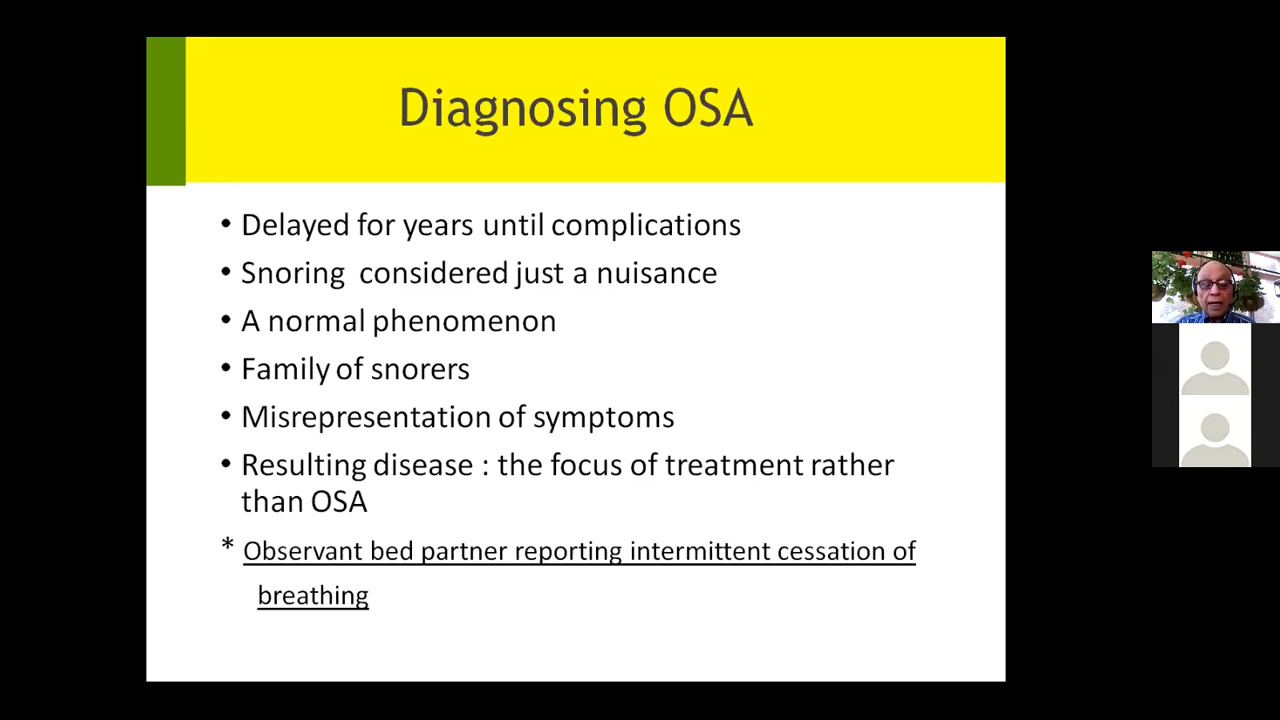 Diagnosing OSA
• Delayed for years until complications
• Snoring considered just a nuisance
• A normal phenomenon
• Family of snorers
• Misrepresentation of symptoms
• Resulting disease : the focus of treatment rather
than OSA
* Observant bed partner reporting intermittent cessation of
breathing